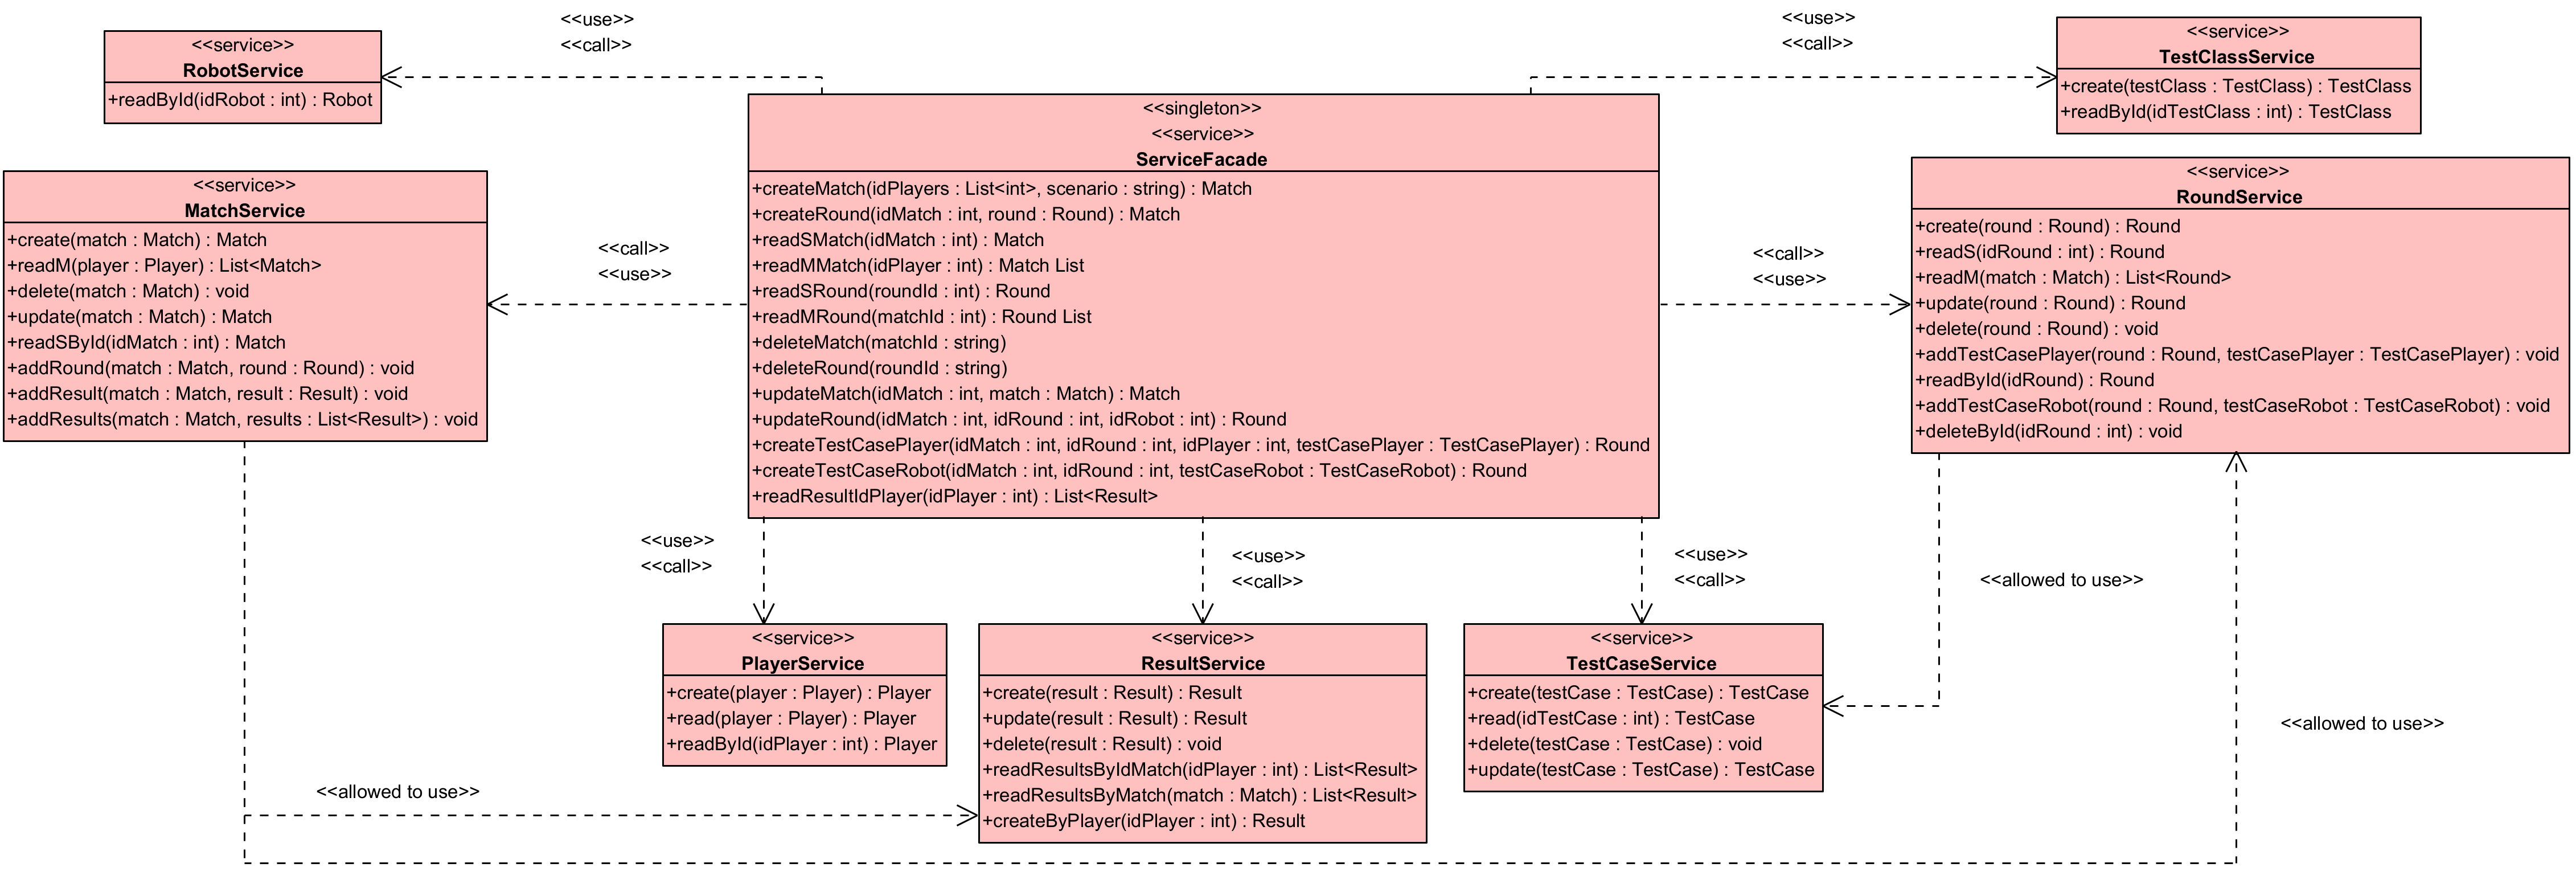 <<use>>
<<call>>
<<use>>
<<call>>
<<service>>
RobotService
+readById(idRobot : int) : Robot
<<service>>
TestClassService
+create(testClass : TestClass) : TestClass
+readById(idTestClass : int) : TestClass
<<service>>
MatchService
+create(match : Match) : Match
+readM(player : Player) : List<Match>
+delete(match : Match) : void
+update(match : Match) : Match
+readSById(idMatch : int) : Match
+addRound(match : Match, round : Round) : void
+addResult(match : Match, result : Result) : void
+addResults(match : Match, results : List<Result>) : void
<<call>>
<<use>>
<<singleton>>
<<service>>
ServiceFacade
+createMatch(idPlayers : List<int>, scenario : string) : Match
+createRound(idMatch : int, round : Round) : Match
+readSMatch(idMatch : int) : Match
+readMMatch(idPlayer : int) : Match List
+readSRound(roundId : int) : Round
+readMRound(matchId : int) : Round List
+deleteMatch(matchId : string)
+deleteRound(roundId : string)
+updateMatch(idMatch : int, match : Match) : Match
+updateRound(idMatch : int, idRound : int, idRobot : int) : Round
+createTestCasePlayer(idMatch : int, idRound : int, idPlayer : int, testCasePlayer : TestCasePlayer) : Round
+createTestCaseRobot(idMatch : int, idRound : int, testCaseRobot : TestCaseRobot) : Round
+readResultIdPlayer(idPlayer : int) : List<Result>
<<call>>
<<use>>
<<service>>
RoundService
+create(round : Round) : Round
+readS(idRound : int) : Round
+readM(match : Match) : List<Round>
+update(round : Round) : Round
+delete(round : Round) : void
+addTestCasePlayer(round : Round, testCasePlayer : TestCasePlayer) : void
+readById(idRound) : Round
+addTestCaseRobot(round : Round, testCaseRobot : TestCaseRobot) : void
+deleteById(idRound : int) : void
<<use>>
<<call>>
<<use>>
<<call>>
<<use>>
<<call>>
<<allowed to use>>
<<service>>
PlayerService
+create(player : Player) : Player
+read(player : Player) : Player
+readById(idPlayer : int) : Player
<<service>>
ResultService
+create(result : Result) : Result
+update(result : Result) : Result
+delete(result : Result) : void
+readResultsByIdMatch(idPlayer : int) : List<Result>
+readResultsByMatch(match : Match) : List<Result>
+createByPlayer(idPlayer : int) : Result
<<service>>
TestCaseService
+create(testCase : TestCase) : TestCase
+read(idTestCase : int) : TestCase
+delete(testCase : TestCase) : void
+update(testCase : TestCase) : TestCase
<<allowed to use>>
<<allowed to use>>